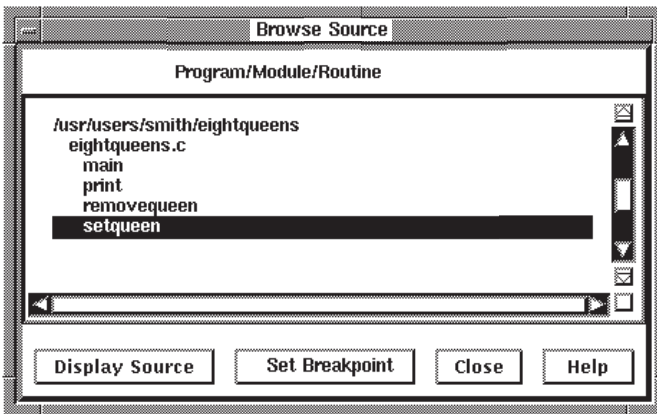 Browse Source
Program/Module/Routine
/usr/users/smith/eightqueens
eightqueens.c
main
print
removequeen
setqueen
Display Source Set Breakpoint Close Help